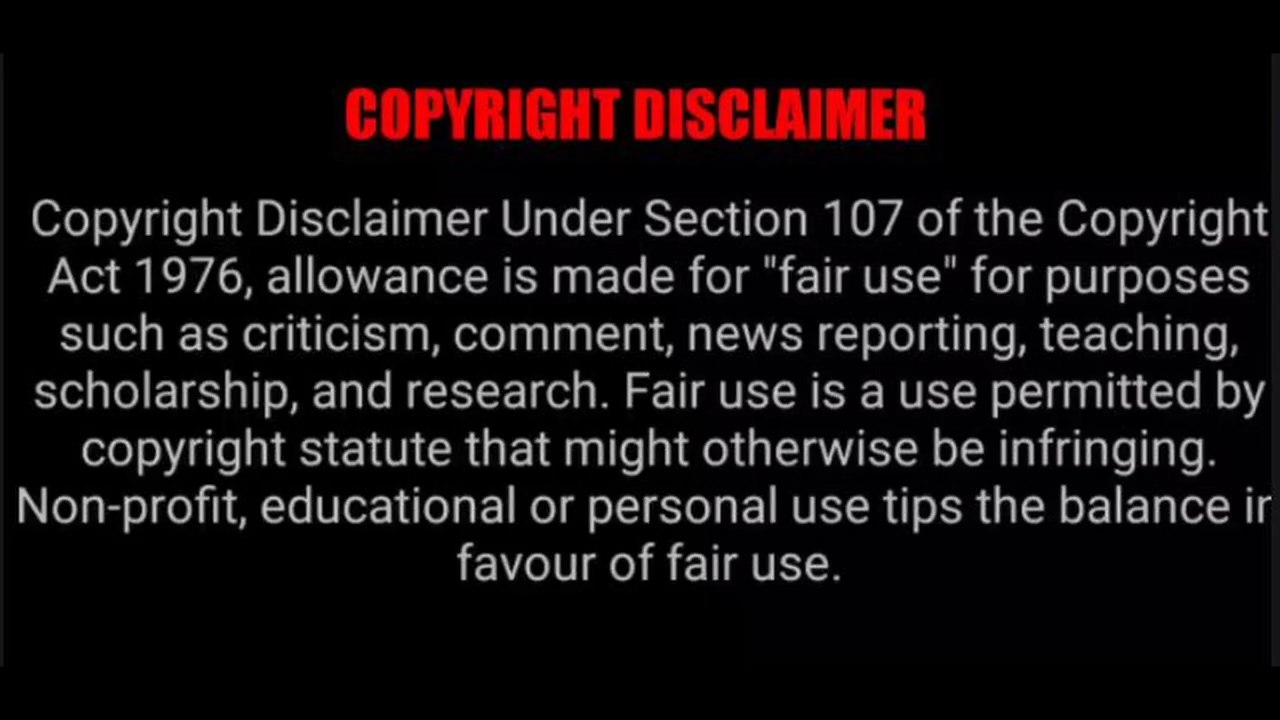 COPYRIGHT DISCLAIMER
Copyright Disclaimer Under Section 107 of the Copyright
Act 1976, allowance is made for "fair use" for purposes
such as criticism, comment, news reporting, teaching,
scholarship, and research. Fair use is a use permitted by
copyright statute that might otherwise be infringing.
Non-profit, educational or personal use tips the balance in
favour of fair use.